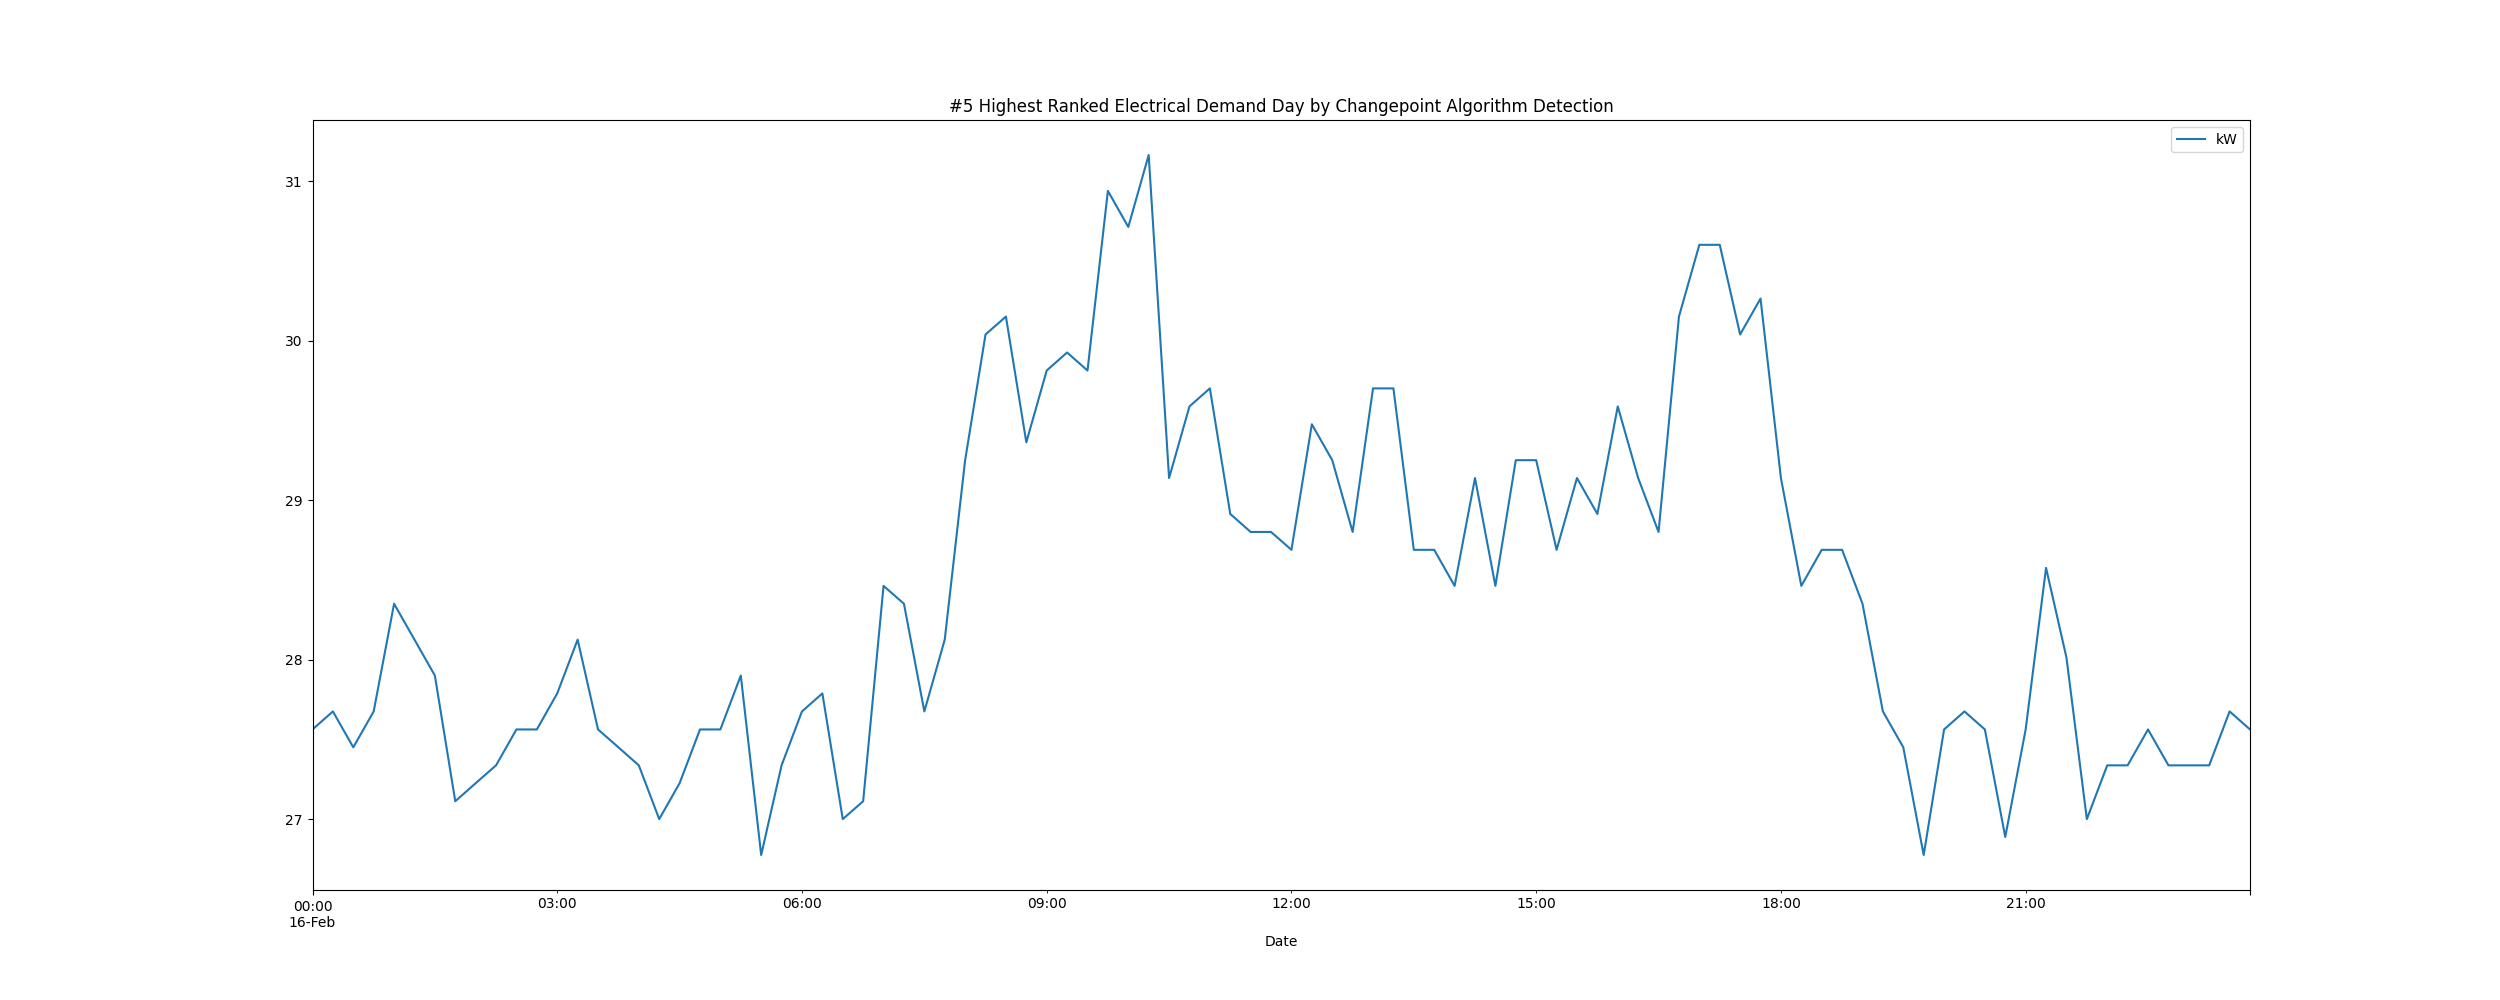 #5 Highest Ranked Electrical Demand Day by Changepoint Algorithm Detection
kW
31
30
29
28
27
00:00 03:00 06:00 09:00 12:00 15:00 18:00 21:00
16-Feb
Date